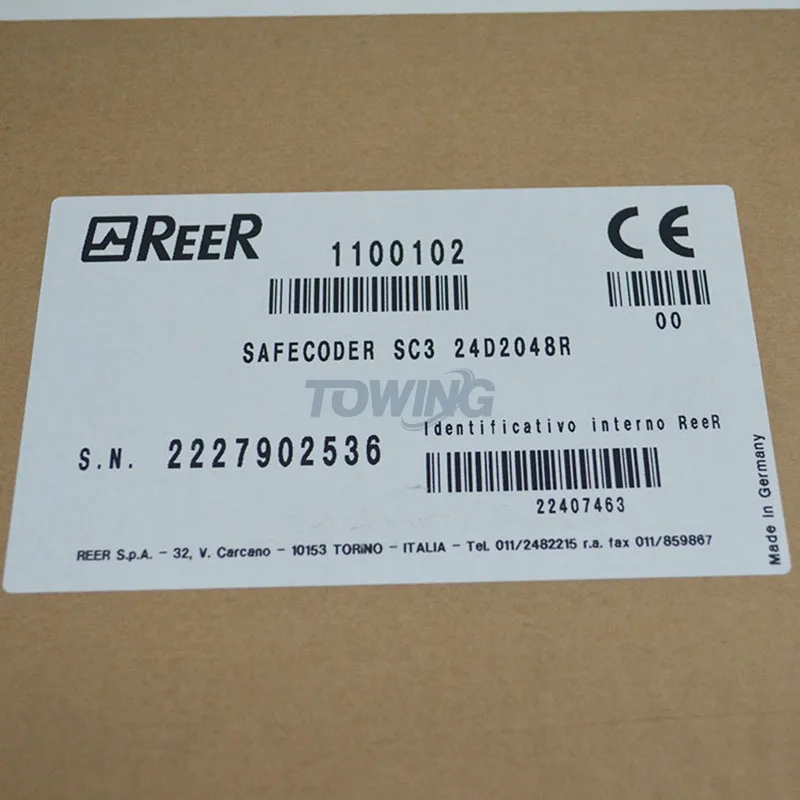 REER
1100102
CE
00
SAFECODER SC3 24D2048R
TOWING
Identificativo interno ReeR
S.N. 2227902536
22407463
REER S.p.A. - 32, V. Carcano - 10153 TORINO - ITALIA - Tel. 011/2482215 r.a. fax 011/859867
Made in Germany